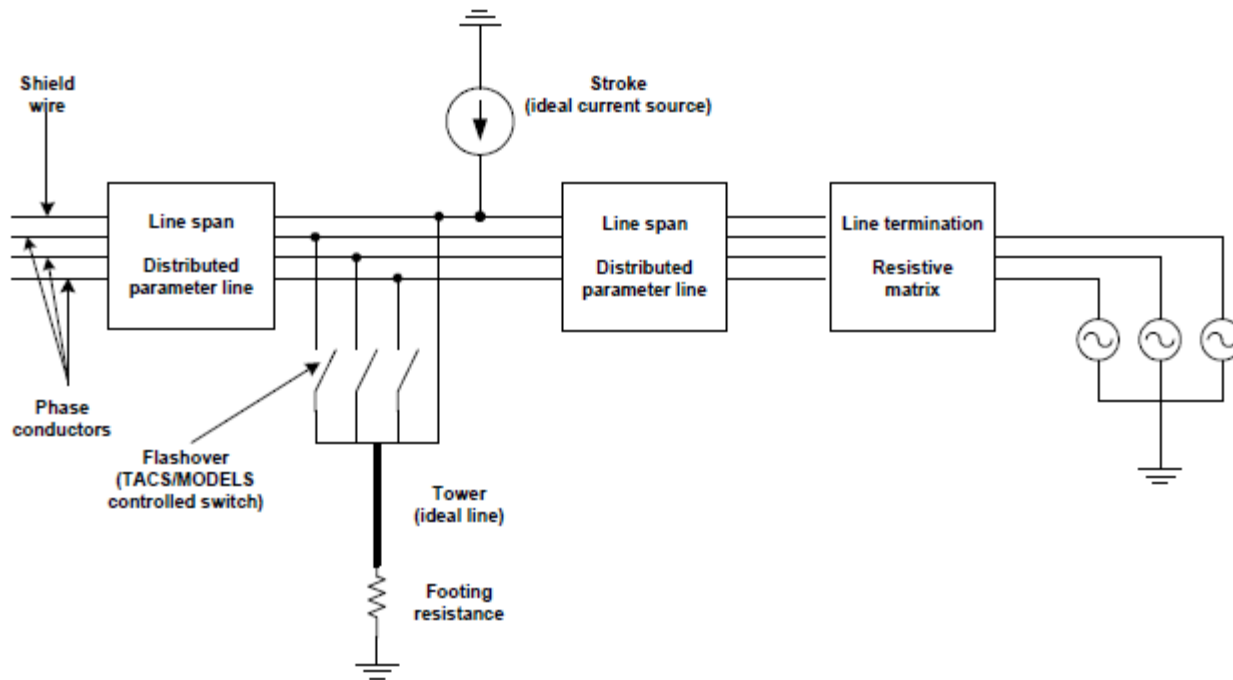 Shield
wire
Stroke
(ideal current source)
Line span
Distributed
parameter line
Line span
Distributed
parameter line
Line termination
Resistive
matrix
Phase
conductors
Flashover
(TACS/MODELS
controlled switch)
Tower
(ideal line)
Footing
resistance